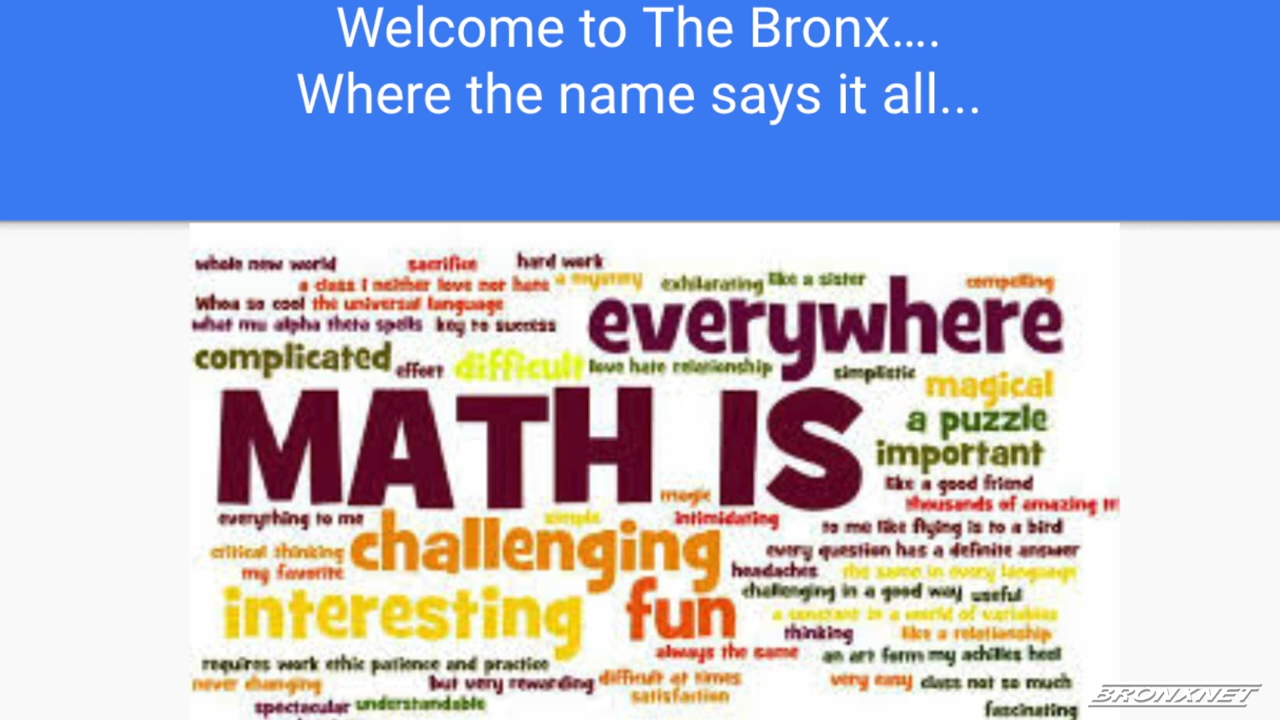 Welcome to The Bronx....
Where the name says it all...
whole new world sacrifice hard work
a class I neither love nor hate a mystery exhilarating like a sister compelling
Whoa so cool the universal language
what mu alpha theta spells key to success everywhere
complicated effort difficult love hate relationship simplistic magical
a puzzle
MATH IS important
like a good friend
magic thousands of amazing
everything to me simple intimidating to me like flying is to a bird
critical thinking challenging every question has a definite answer
my favorite headaches the same in every language
challenging in a good way useful
interesting fun a constant in a world of variables
thinking like a relationship
always the same an art form my achilles heel
requires work ethic patience and practice
never changing but very rewarding difficult at times very easy class not so much
satisfaction
spectacular understandable fascinating
BRONXNET